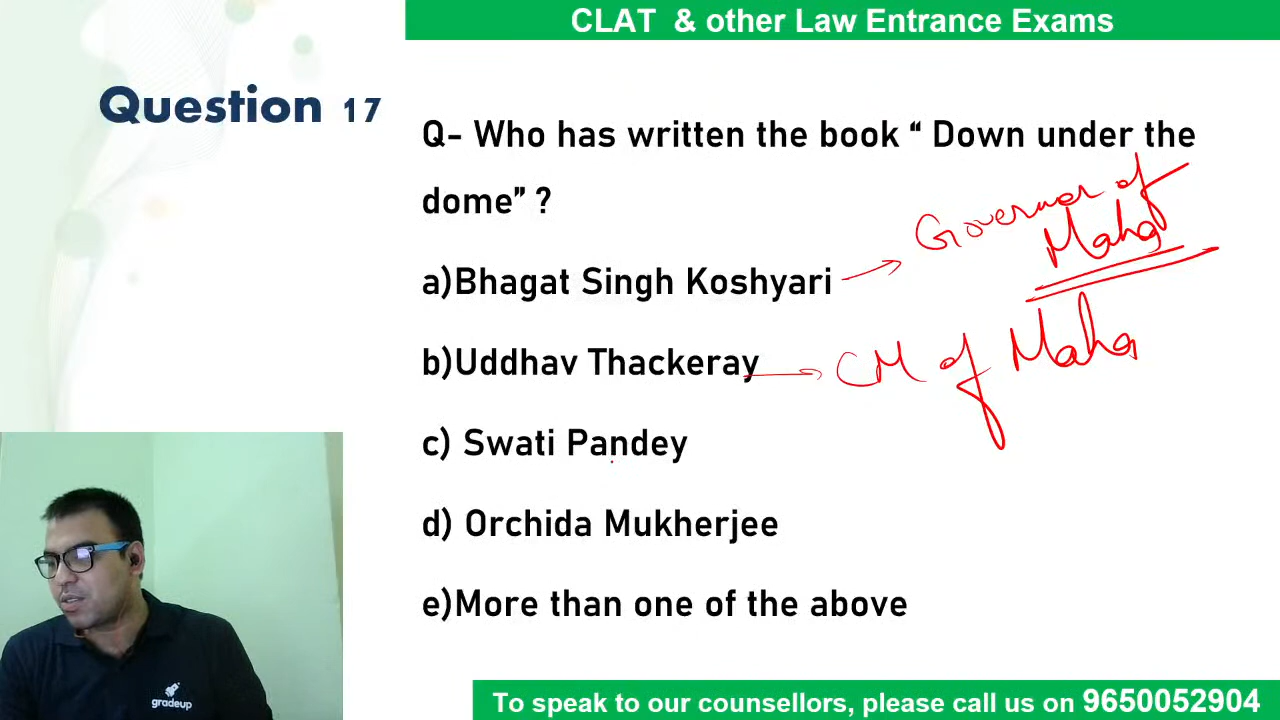 CLAT & other Law Entrance Exams
Question 17
Q- Who has written the book “ Down under the
dome” ?
a)Bhagat Singh Koshyari
Governor of
Maha
b)Uddhav Thackeray
CM of Maha
c) Swati Pandey
d) Orchida Mukherjee
e)More than one of the above
gradeup
To speak to our counsellors, please call us on 9650052904